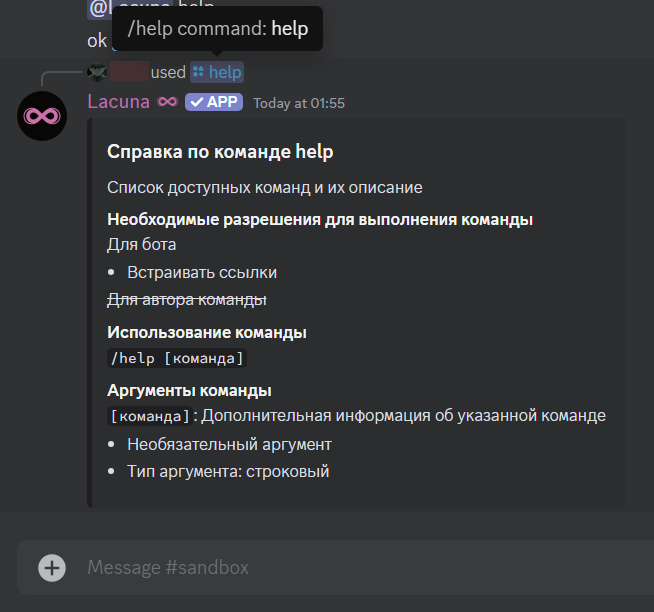 help
/help command: help
ok
used help
Lacuna APP Today at 01:55
Справка по команде help
Список доступных команд и их описание
Необходимые разрешения для выполнения команды
Для бота
• Встраивать ссылки
Для автора команды
Использование команды
/help [команда]
Аргументы команды
[команда]: Дополнительная информация об указанной команде
• Необязательный аргумент
• Тип аргумента: строковый
Message #sandbox